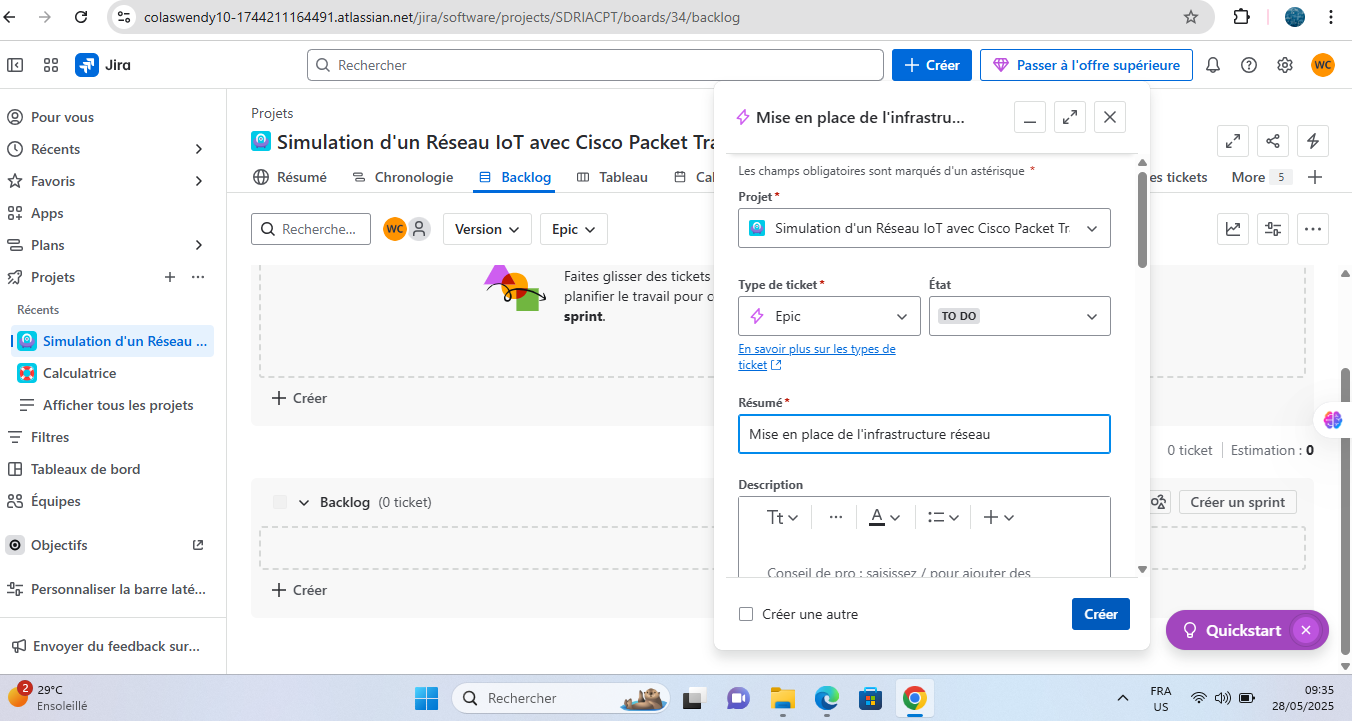 colaswendy10-1744211164491.atlassian.net/jira/software/projects/SDRIACPT/boards/34/backlog
Jira
Rechercher
Créer
Passer à l'offre supérieure
WC
Pour vous
Récents
Favoris
Apps
Plans
Projets
Récents
Simulation d'un Réseau ...
Calculatrice
Afficher tous les projets
Filtres
Tableaux de bord
Équipes
Objectifs
Personnaliser la barre laté...
Envoyer du feedback sur...
Projets
Simulation d'un Réseau IoT avec Cisco Packet Tra
Résumé
Chronologie
Backlog
Tableau
Cal
es tickets
More 5
Recherche...
WC
Version
Epic
Faites glisser des tickets
planifier le travail pour
sprint.
Créer
0 ticket
Estimation : 0
Backlog (0 ticket)
Créer un sprint
Créer
Mise en place de l'infrastru...
Les champs obligatoires sont marqués d'un astérisque *
Projet*
Simulation d'un Réseau IoT avec Cisco Packet Tr
Type de ticket*
État
Epic
TO DO
En savoir plus sur les types de
ticket
Résumé*
Mise en place de l'infrastructure réseau
Description
Tt
A
Conseil de pro : saisissez / pour ajouter des
Créer une autre
Créer
Quickstart
2
29°C
Ensoleillé
Rechercher
FRA
US
09:35
28/05/2025